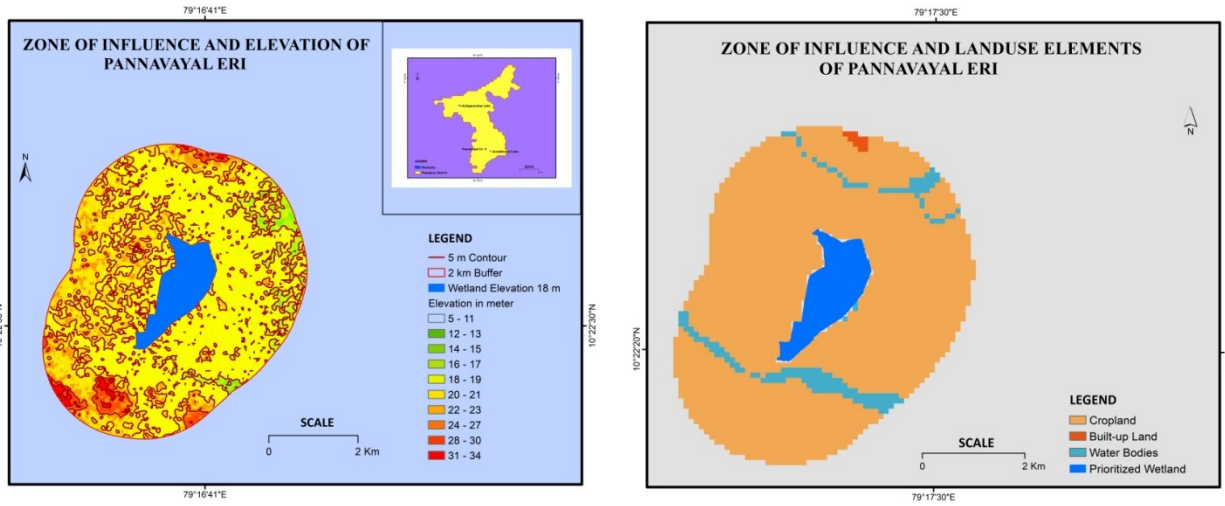 79°16'41"E
ZONE OF INFLUENCE AND ELEVATION OF
PANNAVAYAL ERI
N
LEGEND
5 m Contour
2 km Buffer
Wetland Elevation 18 m
Elevation in meter
5 - 11
12 - 13
14 - 15
16 - 17
18 - 19
20 - 21
22 - 23
24 - 27
28 - 30
31 - 34
SCALE
0 2 Km
10°22'30"N
79°16'41"E
79°17'30"E
ZONE OF INFLUENCE AND LANDUSE ELEMENTS
OF PANNAVAYAL ERI
N
10°22'20"N
LEGEND
Cropland
Built-up Land
Water Bodies
Prioritized Wetland
SCALE
0 2 Km
79°17'30"E